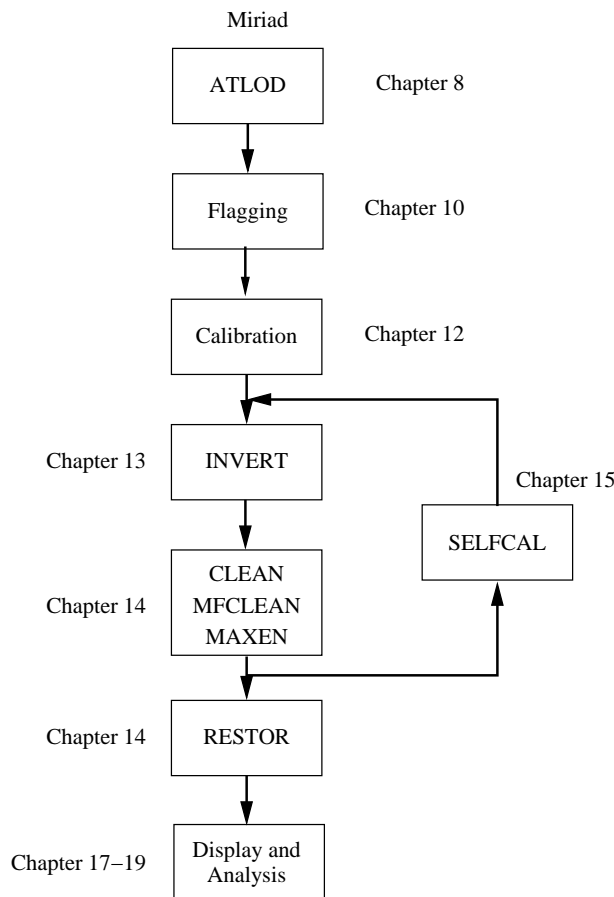 Miriad
ATLOD
Chapter 8
Flagging
Chapter 10
Calibration
Chapter 12
Chapter 13
INVERT
Chapter 15
SELFCAL
Chapter 14
CLEAN
MFCLEAN
MAXEN
Chapter 14
RESTOR
Chapter 17–19
Display and
Analysis